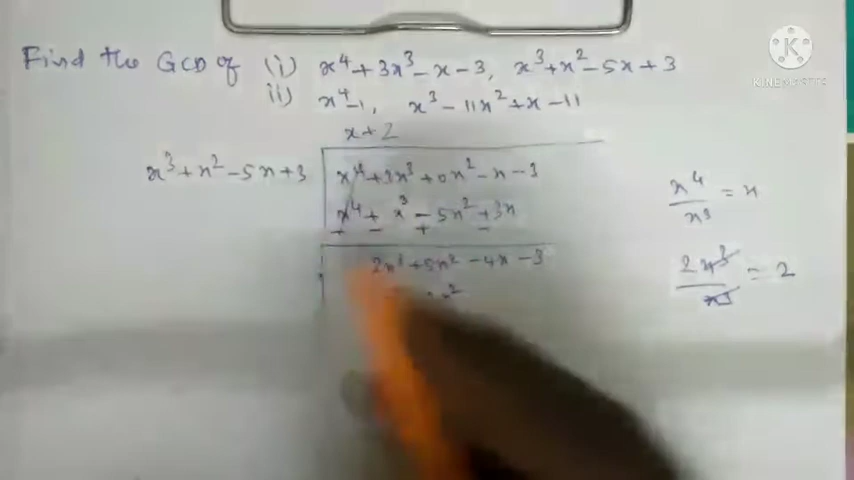 Find the GCD of (i) x⁴+3x³-x-3, x³+x²-5x+3
ii) x⁴-1, x³-11x²+x-11
x+2
x³+x²-5x+3 x⁴+3x³+0x²-x-3
x⁴/x³ = x
x⁴+x³-5x²+3x
- - + -
2x³+5x²-4x-3
2x³/x³ = 2
x²
K
KINEMASTER